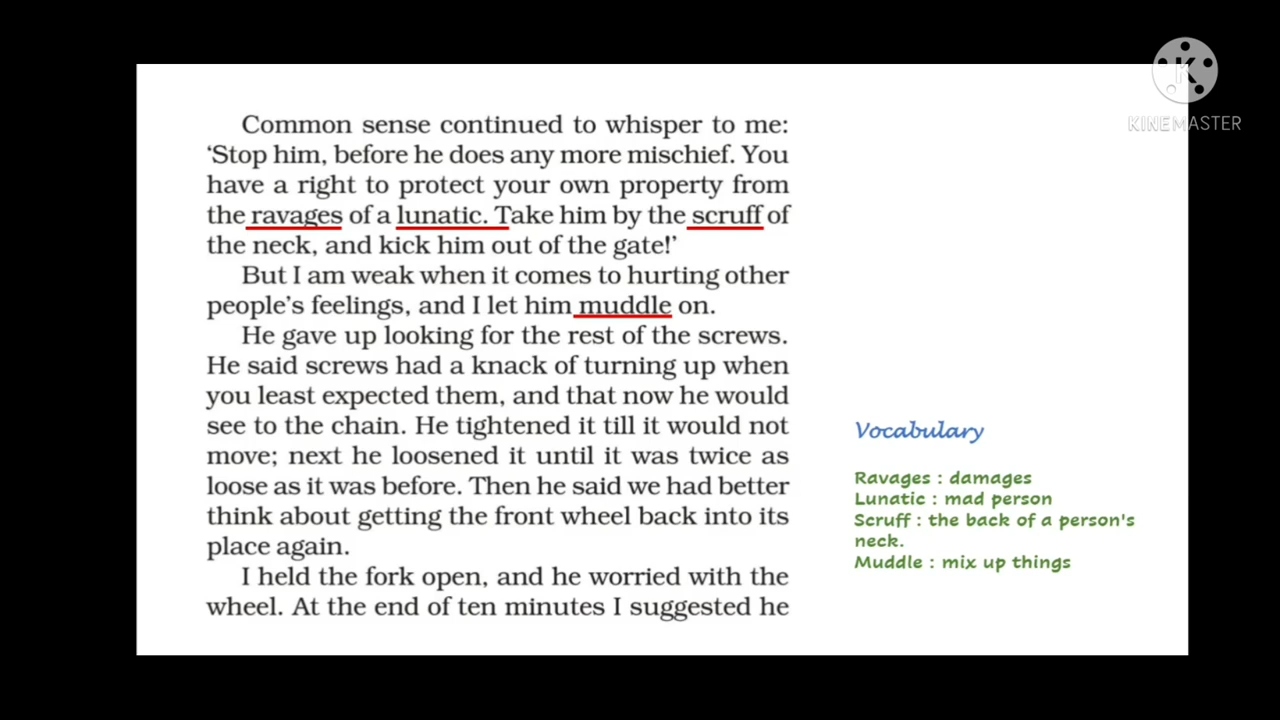 Common sense continued to whisper to me:
‘Stop him, before he does any more mischief. You
have a right to protect your own property from
the ravages of a lunatic. Take him by the scruff of
the neck, and kick him out of the gate!’
But I am weak when it comes to hurting other
people’s feelings, and I let him muddle on.
He gave up looking for the rest of the screws.
He said screws had a knack of turning up when
you least expected them, and that now he would
see to the chain. He tightened it till it would not
move; next he loosened it until it was twice as
loose as it was before. Then he said we had better
think about getting the front wheel back into its
place again.
I held the fork open, and he worried with the
wheel. At the end of ten minutes I suggested he
K
KINEMASTER
Vocabulary
Ravages : damages
Lunatic : mad person
Scruff : the back of a person's
neck.
Muddle : mix up things